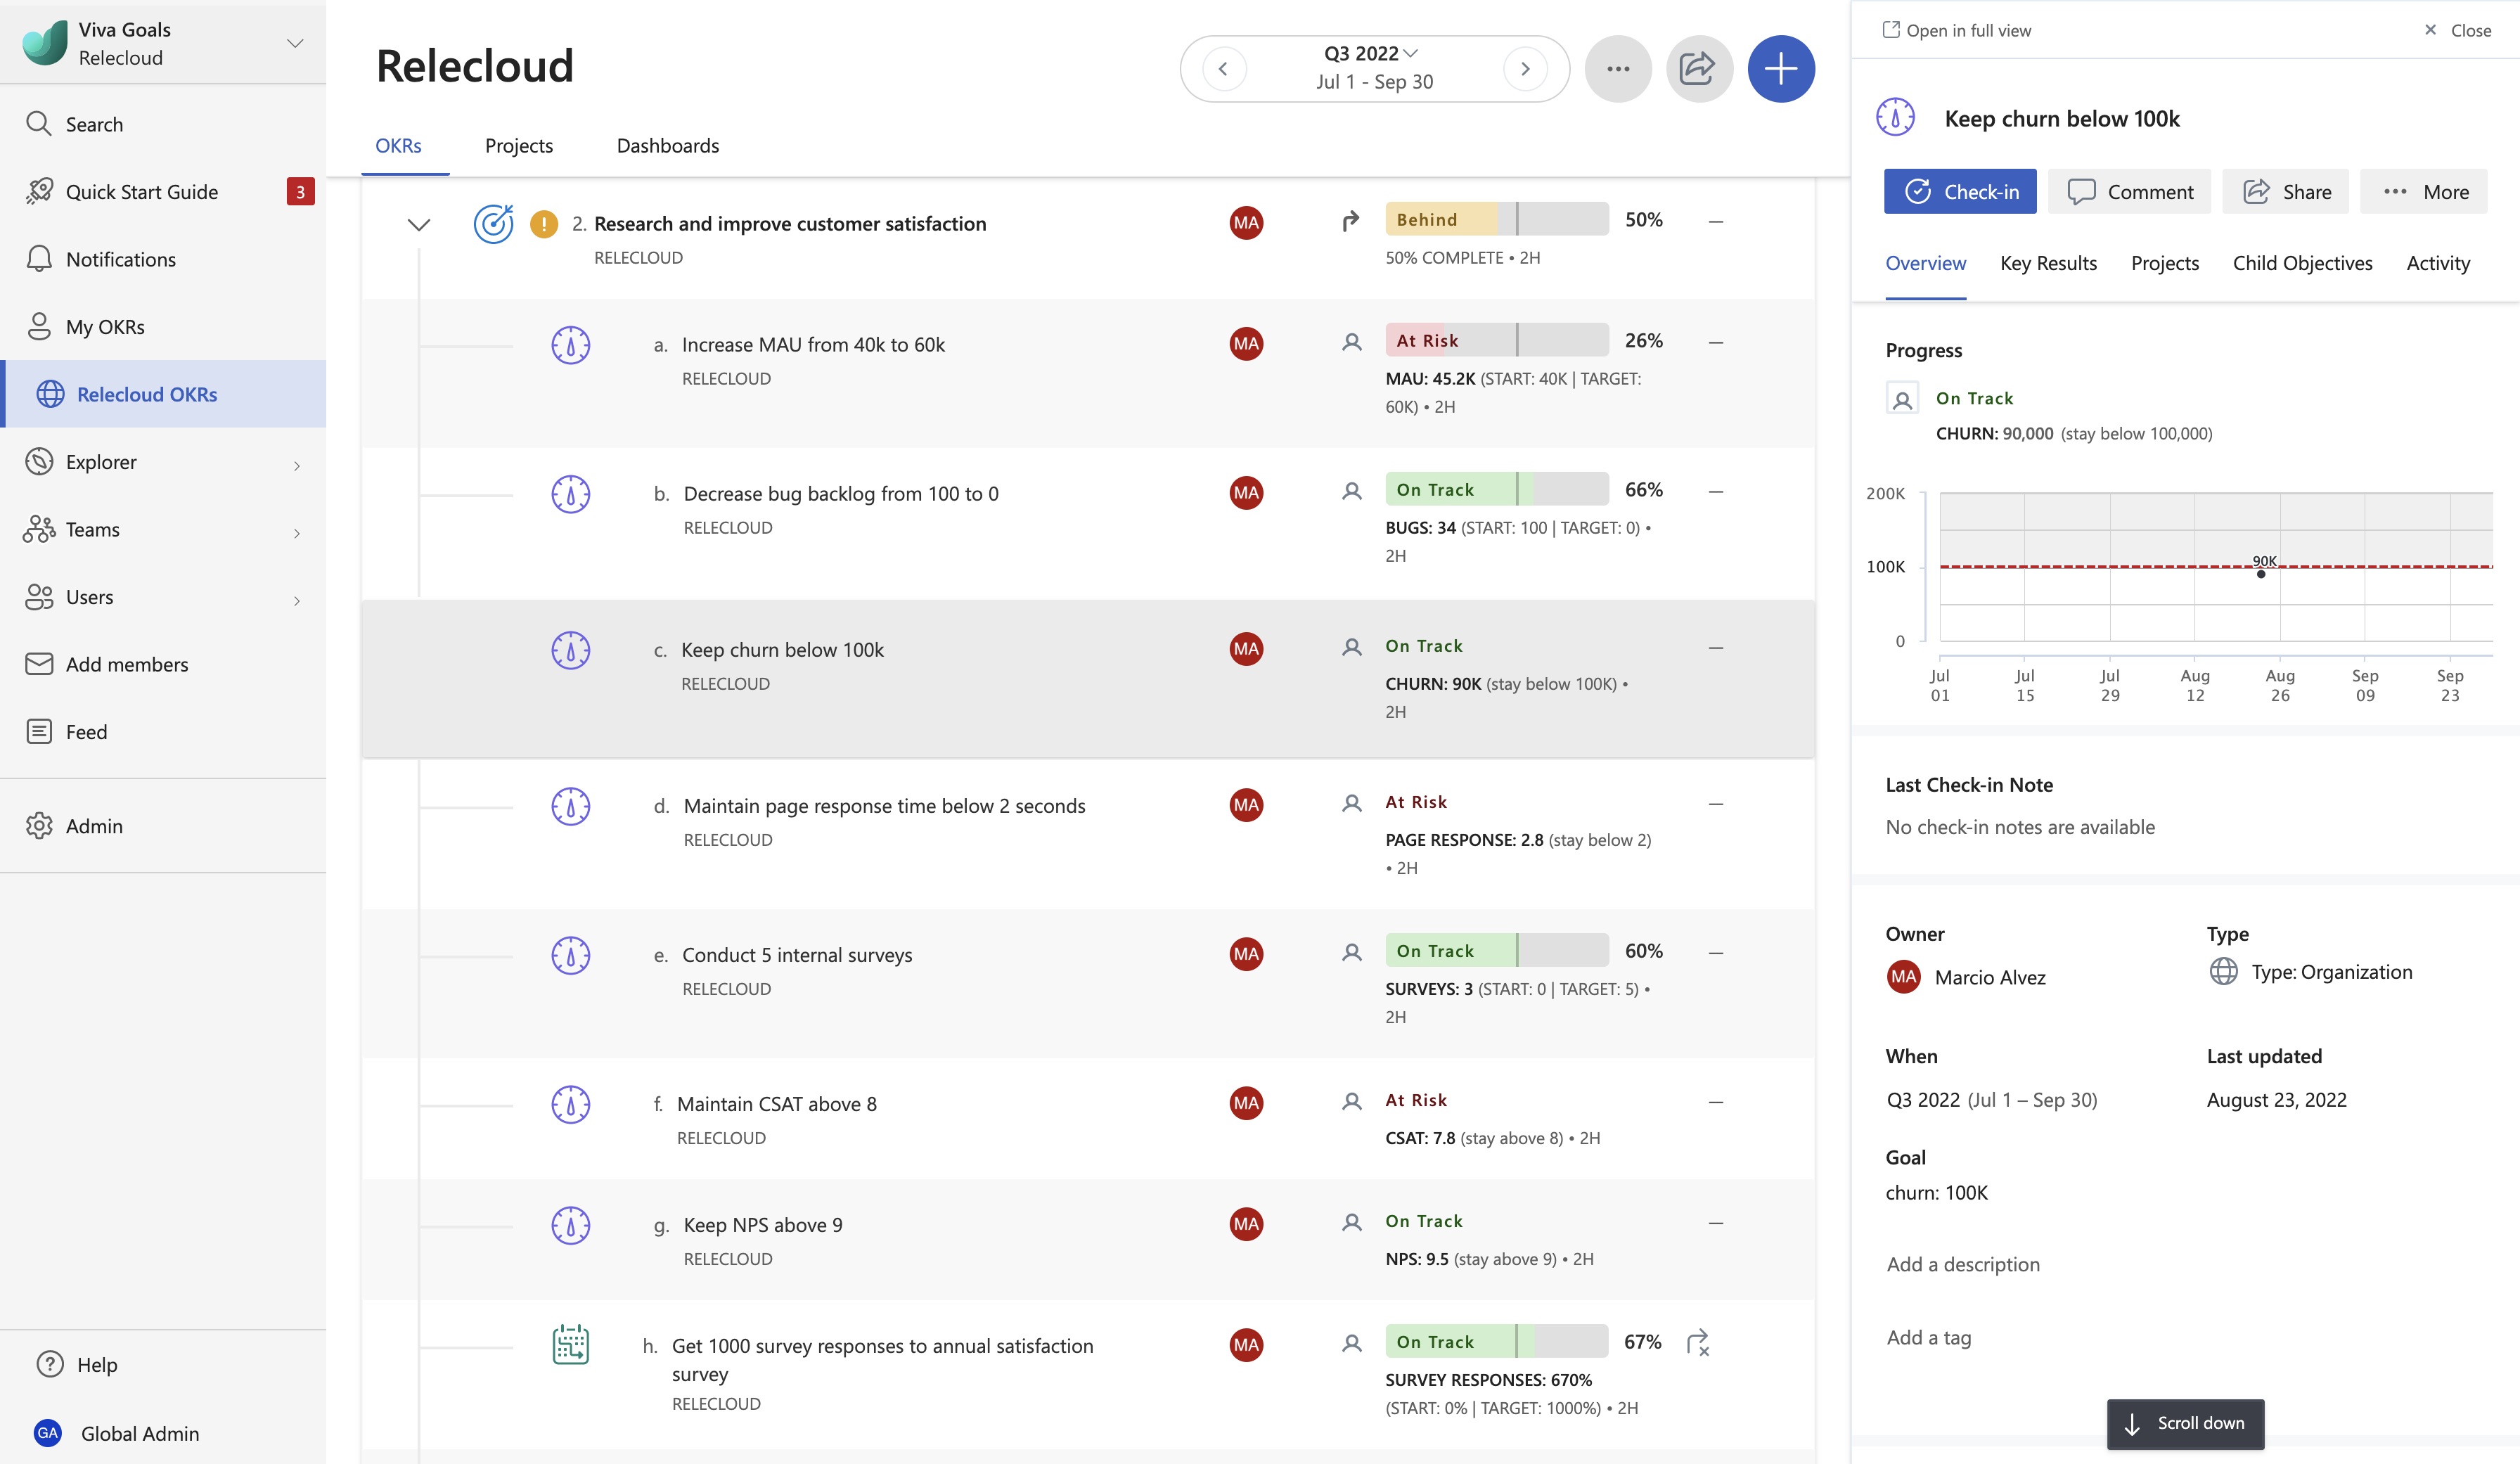 Viva Goals
Relecloud
Search
Quick Start Guide 3
Notifications
My OKRs
Relecloud OKRs
Explorer
Teams
Users
Add members
Feed
Admin
Help
GA Global Admin
Relecloud
Q3 2022
Jul 1 - Sep 30
OKRs Projects Dashboards
2. Research and improve customer satisfaction MA Behind 50% —
RELECLOUD 50% COMPLETE • 2H
a. Increase MAU from 40k to 60k MA At Risk 26% —
RELECLOUD MAU: 45.2K (START: 40K | TARGET:
60K) • 2H
b. Decrease bug backlog from 100 to 0 MA On Track 66% —
RELECLOUD BUGS: 34 (START: 100 | TARGET: 0) •
2H
c. Keep churn below 100k MA On Track —
RELECLOUD CHURN: 90K (stay below 100K) •
2H
d. Maintain page response time below 2 seconds MA At Risk —
RELECLOUD PAGE RESPONSE: 2.8 (stay below 2)
• 2H
e. Conduct 5 internal surveys MA On Track 60% —
RELECLOUD SURVEYS: 3 (START: 0 | TARGET: 5) •
2H
f. Maintain CSAT above 8 MA At Risk —
RELECLOUD CSAT: 7.8 (stay above 8) • 2H
g. Keep NPS above 9 MA On Track —
RELECLOUD NPS: 9.5 (stay above 9) • 2H
h. Get 1000 survey responses to annual satisfaction MA On Track 67%
survey SURVEY RESPONSES: 670%
RELECLOUD (START: 0% | TARGET: 1000%) • 2H
Open in full view × Close
Keep churn below 100k
Check-in Comment Share ••• More
Overview Key Results Projects Child Objectives Activity
Progress
On Track
CHURN: 90,000 (stay below 100,000)
200K
90K
100K
0
Jul Jul Jul Aug Aug Sep Sep
01 15 29 12 26 09 23
Last Check-in Note
No check-in notes are available
Owner Type
MA Marcio Alvez Type: Organization
When Last updated
Q3 2022 (Jul 1 – Sep 30) August 23, 2022
Goal
churn: 100K
Add a description
Add a tag
Scroll down